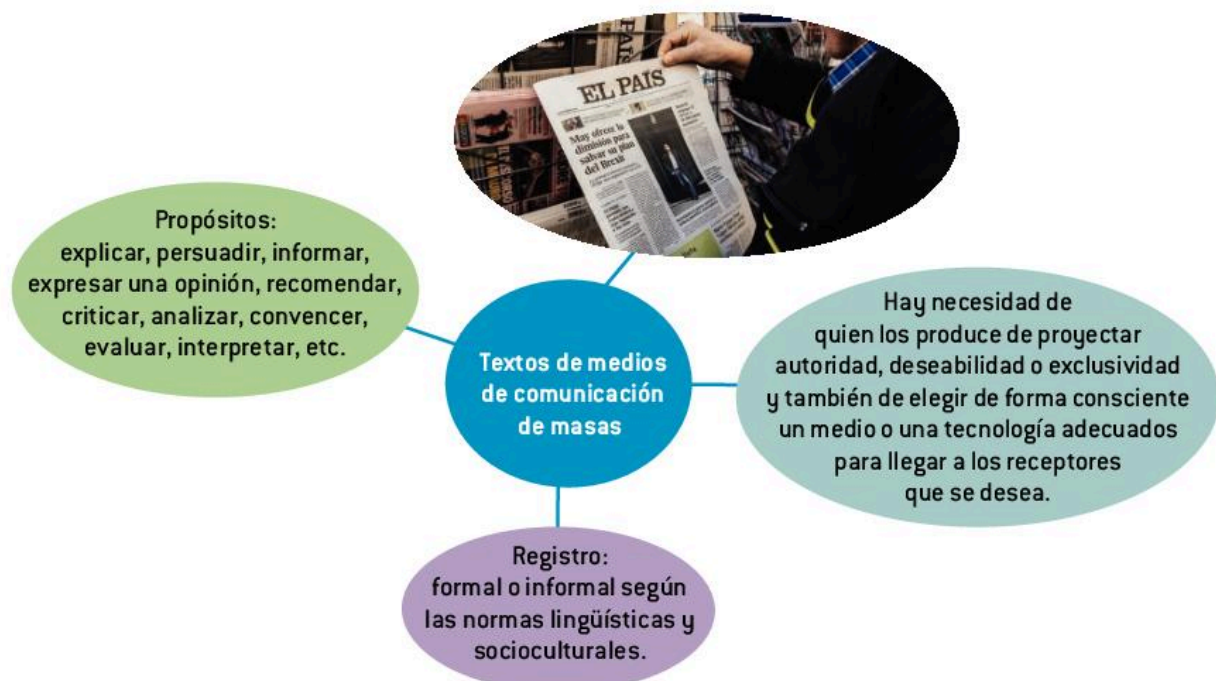 EL PAÍS
May ofrece la
dimisión para
salvar su plan
del Brexit
Propósitos:
explicar, persuadir, informar,
expresar una opinión, recomendar,
criticar, analizar, convencer,
evaluar, interpretar, etc.
Textos de medios
de comunicación
de masas
Hay necesidad de
quien los produce de proyectar
autoridad, deseabilidad o exclusividad
y también de elegir de forma consciente
un medio o una tecnología adecuados
para llegar a los receptores
que se desea.
Registro:
formal o informal según
las normas lingüísticas y
socioculturales.